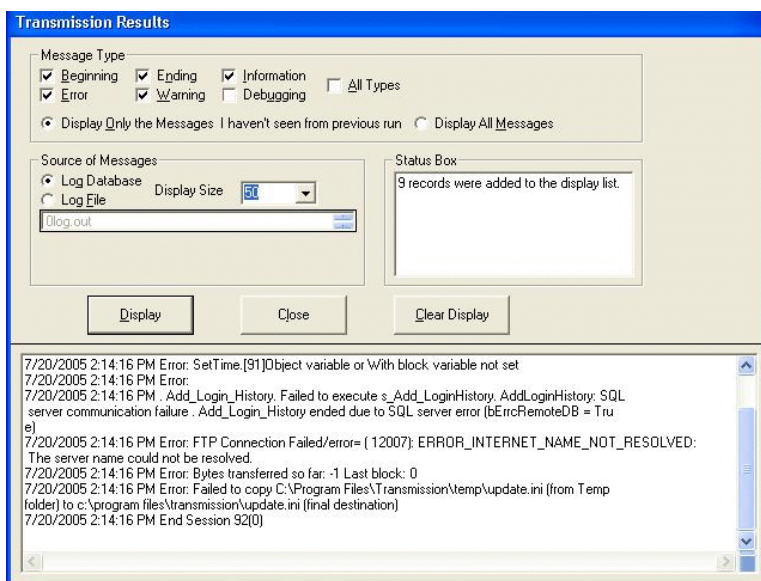 Transmission Results
Message Type
Beginning Ending Information
All Types
Error Warning Debugging
Display Only the Messages I haven't seen from previous run Display All Messages
Source of Messages
Log Database
Display Size 50
Log File
0log.out
Status Box
9 records were added to the display list.
Display Close Clear Display
7/20/2005 2:14:16 PM Error: SetTime.[91]Object variable or With block variable not set
7/20/2005 2:14:16 PM Error:
7/20/2005 2:14:16 PM . Add_Login_History. Failed to execute s_Add_LoginHistory. AddLoginHistory: SQL
server communication failure . Add_Login_History ended due to SQL server error (bErrcRemoteDB = Tru
e)
7/20/2005 2:14:16 PM Error: FTP Connection Failed/error= ( 12007): ERROR_INTERNET_NAME_NOT_RESOLVED:
The server name could not be resolved.
7/20/2005 2:14:16 PM Error: Bytes transferred so far: -1 Last block: 0
7/20/2005 2:14:16 PM Error: Failed to copy C:\Program Files\Transmission\temp\update.ini (from Temp
folder) to c:\program files\transmission\update.ini (final destination)
7/20/2005 2:14:16 PM End Session 92(0)